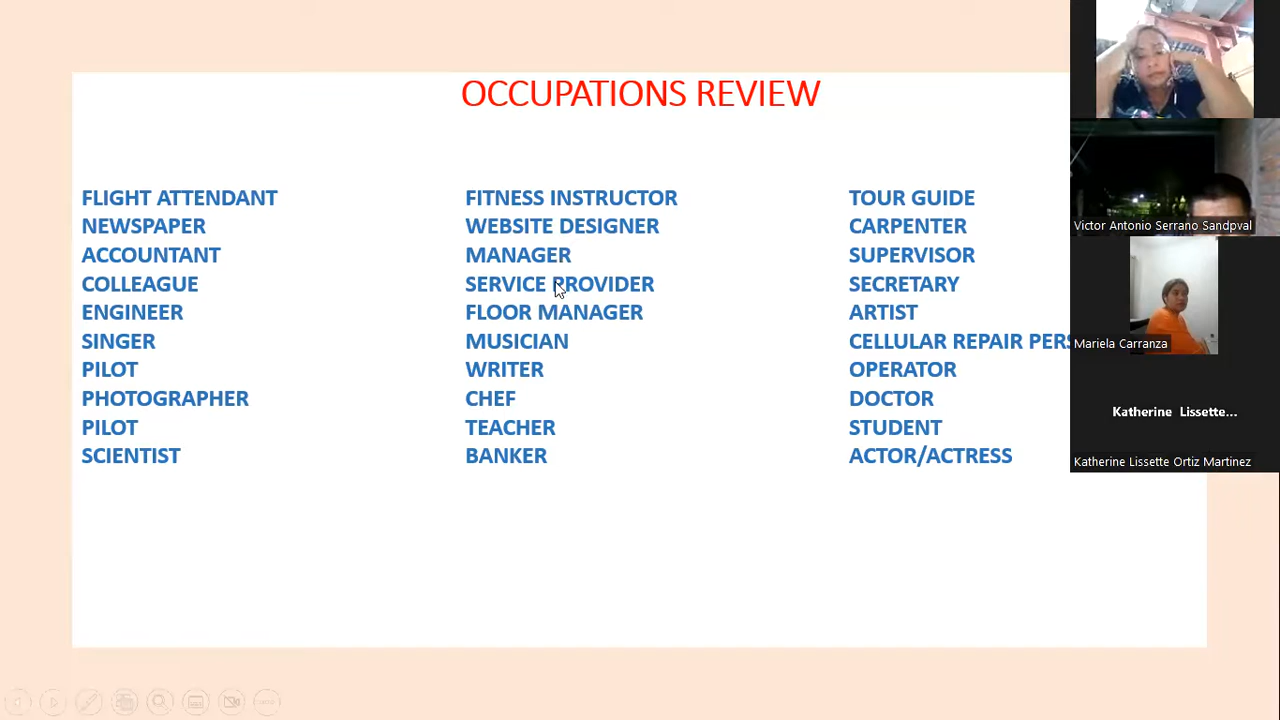 OCCUPATIONS REVIEW
FLIGHT ATTENDANT
NEWSPAPER
ACCOUNTANT
COLLEAGUE
ENGINEER
SINGER
PILOT
PHOTOGRAPHER
PILOT
SCIENTIST
FITNESS INSTRUCTOR
WEBSITE DESIGNER
MANAGER
SERVICE PROVIDER
FLOOR MANAGER
MUSICIAN
WRITER
CHEF
TEACHER
BANKER
TOUR GUIDE
CARPENTER
SUPERVISOR
SECRETARY
ARTIST
CELLULAR REPAIR PERS
OPERATOR
DOCTOR
STUDENT
ACTOR/ACTRESS
Victor Antonio Serrano Sandpval
Mariela Carranza
Katherine Lissette...
Katherine Lissette Ortiz Martinez